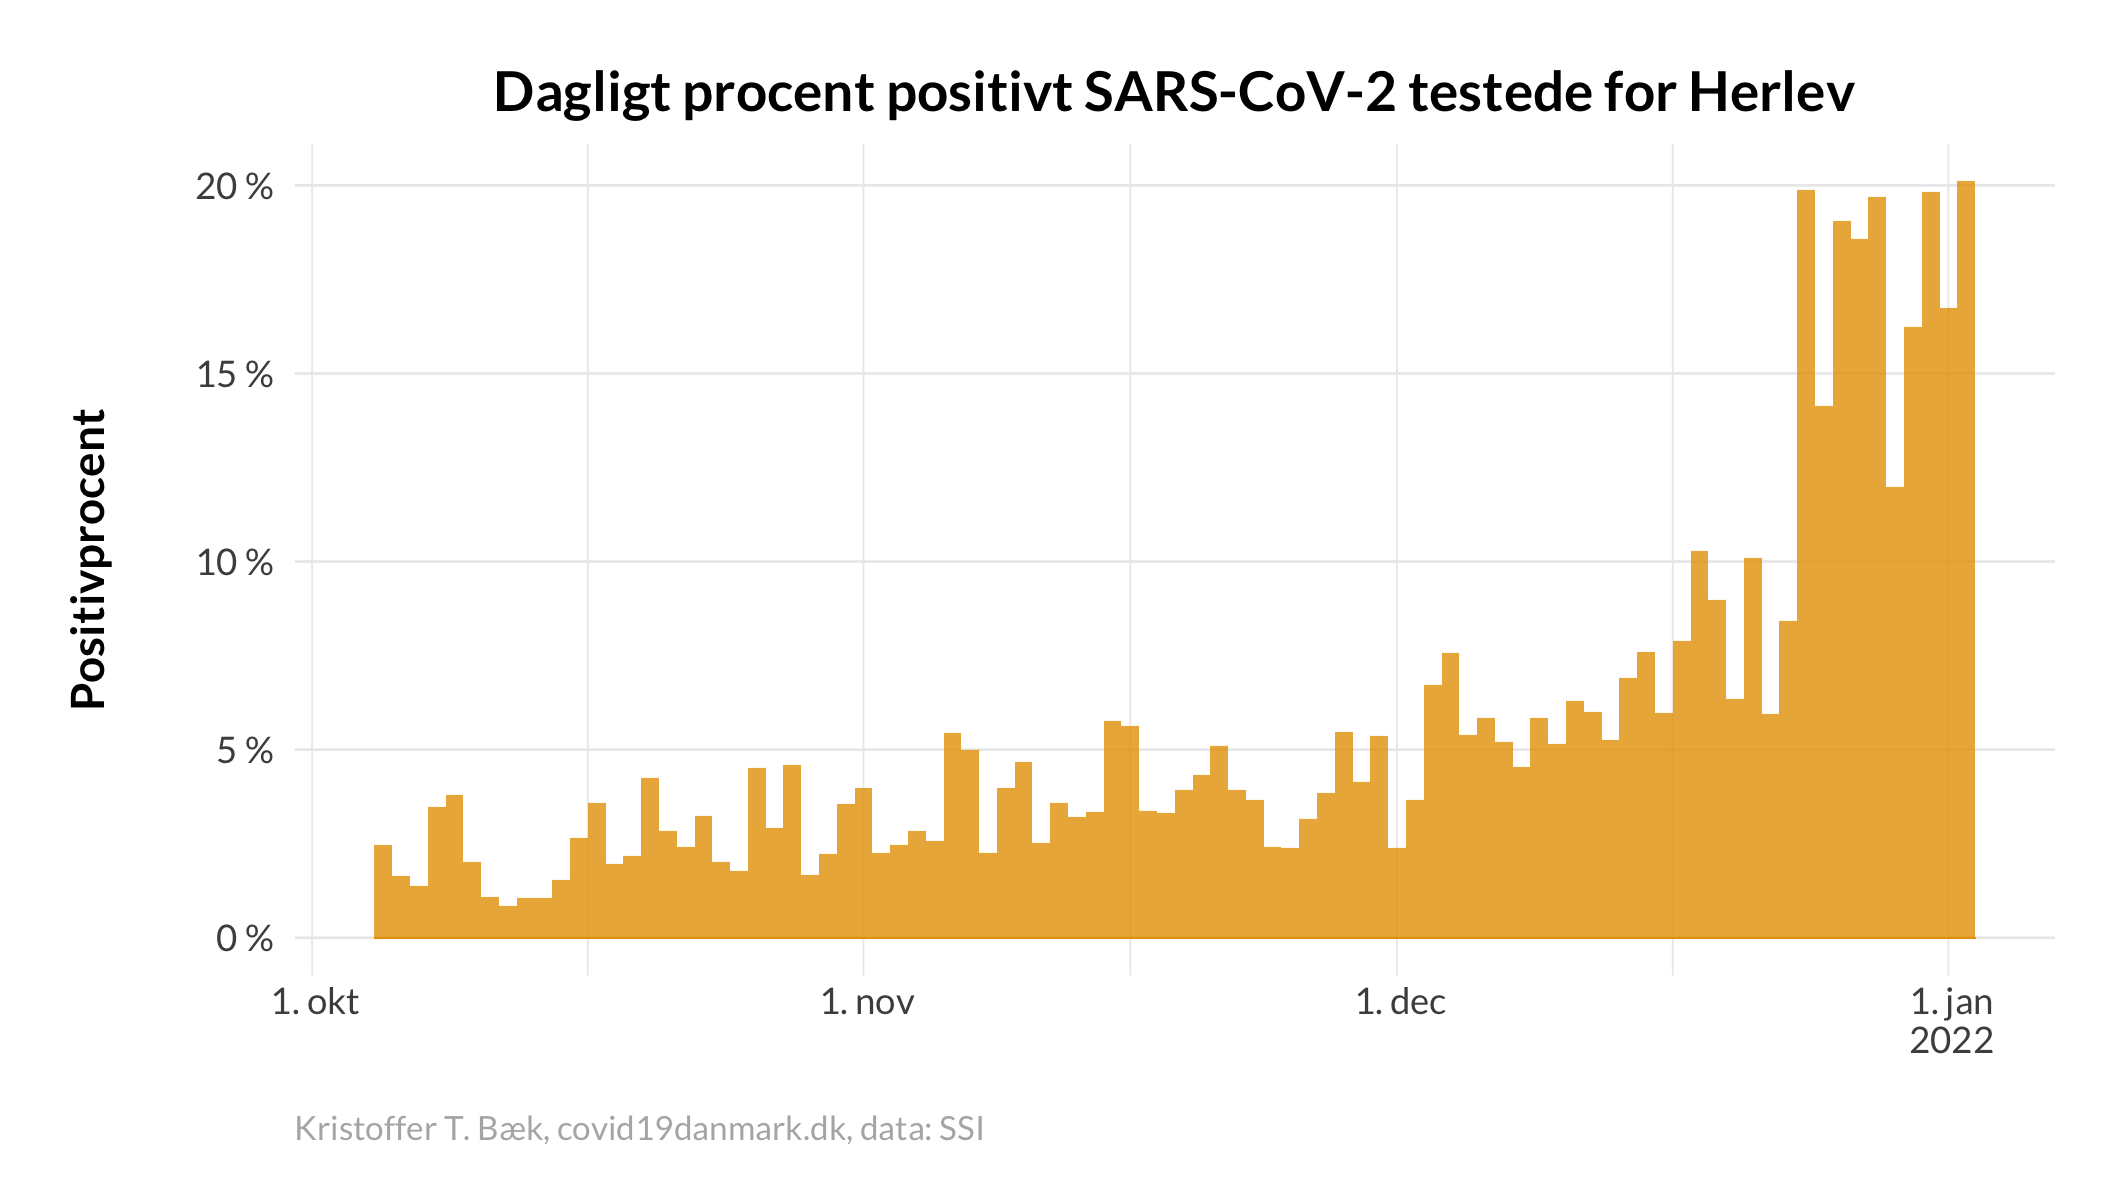 Dagligt procent positivt SARS-CoV-2 testede for Herlev
Positivprocent
20 %
15 %
10 %
5 %
0 %
1. okt
1. nov
1. dec
1. jan
2022
Kristoffer T. Bæk, covid19danmark.dk, data: SSI